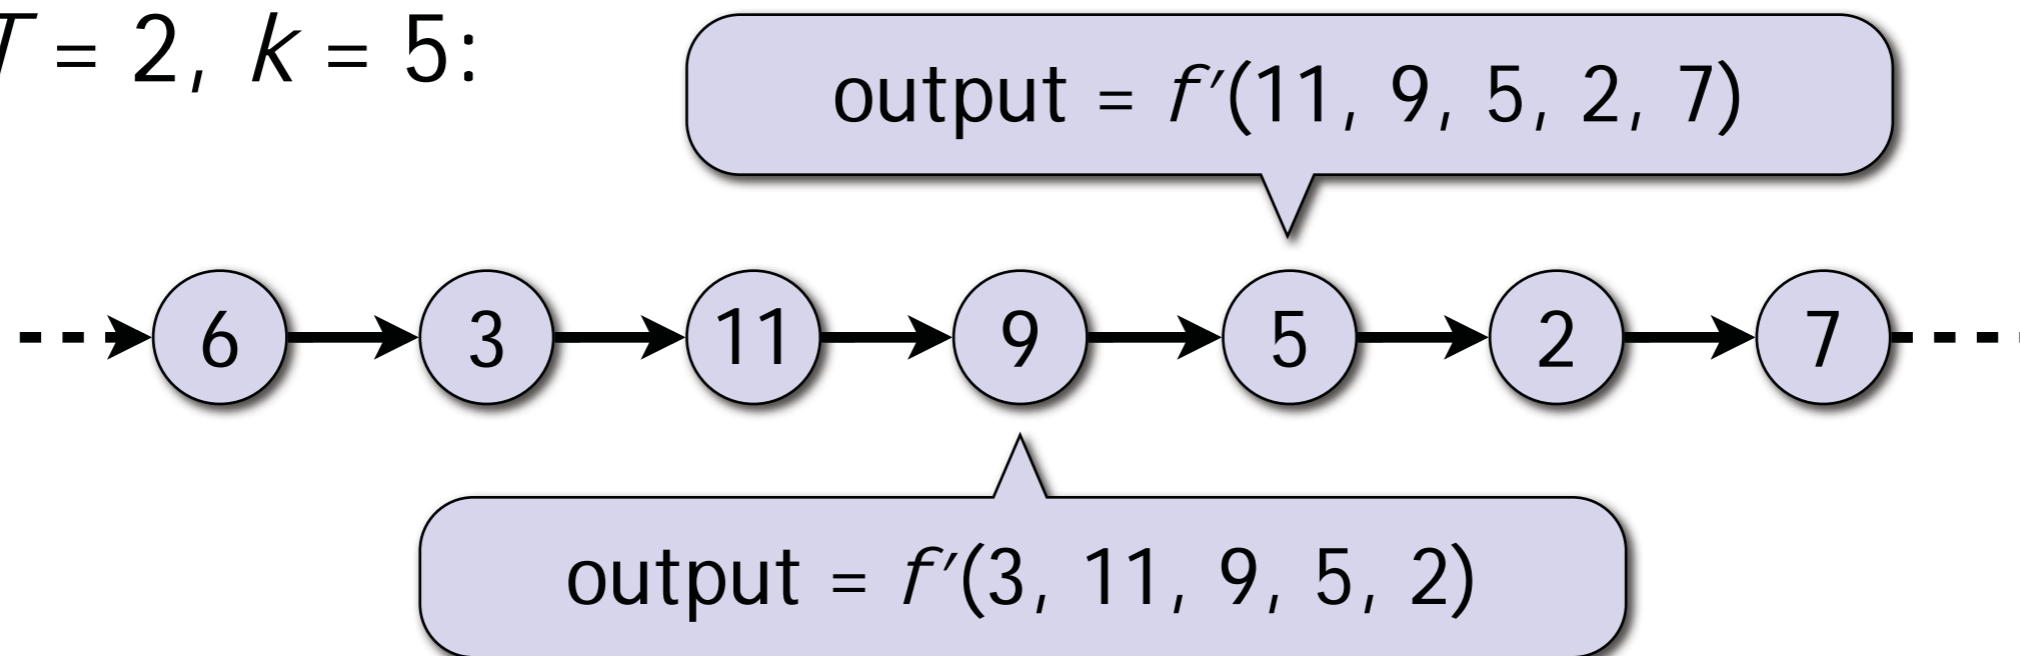 T = 2, k = 5:
output = f′(11, 9, 5, 2, 7)
6 3 11 9 5 2 7
output = f′(3, 11, 9, 5, 2)